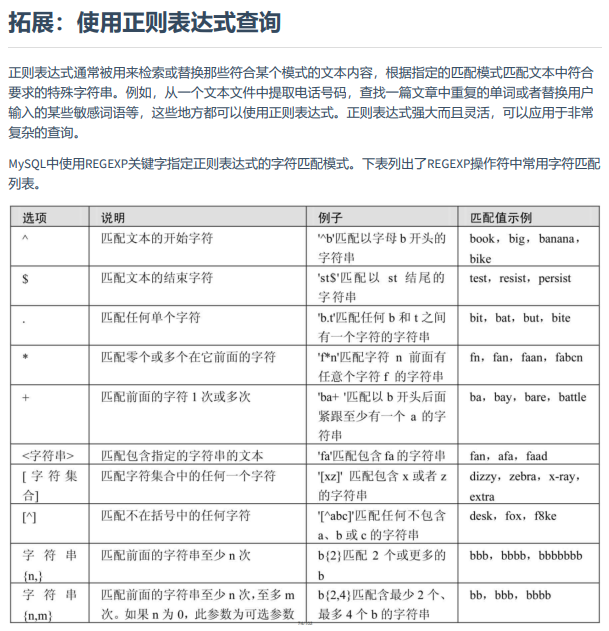 拓展：使用正则表达式查询
正则表达式通常被用来检索或替换那些符合某个模式的文本内容，根据指定的匹配模式匹配文本中符合
要求的特殊字符串。例如，从一个文本文件中提取电话号码，查找一篇文章中重复的单词或者替换用户
输入的某些敏感词语等，这些地方都可以使用正则表达式。正则表达式强大而且灵活，可以应用于非常
复杂的查询。
MySQL中使用REGEXP关键字指定正则表达式的字符匹配模式。下表列出了REGEXP操作符中常用字符匹配
列表。
选项 说明 例子 匹配值示例
^ 匹配文本的开始字符 '^b'匹配以字母 b 开头的 book，big，banana，
字符串 bike
$ 匹配文本的结束字符 'st$'匹配以 st 结尾的 test，resist，persist
字符串
. 匹配任何单个字符 'b.t'匹配任何 b 和 t 之间 bit，bat，but，bite
有一个字符的字符串
* 匹配零个或多个在它前面的字符 'f*n'匹配字符 n 前面有 fn，fan，faan，fabcn
任意个字符 f 的字符串
+ 匹配前面的字符 1 次或多次 'ba+ '匹配以 b 开头后面 ba，bay，bare，battle
紧跟至少有一个 a 的字
符串
<字符串> 匹配包含指定的字符串的文本 'fa'匹配包含 fa 的字符串 fan，afa，faad
[字符集 匹配字符集合中的任何一个字符 '[xz]' 匹配包含 x 或者 z dizzy，zebra，x-ray，
合] 的字符串 extra
[^] 匹配不在括号中的任何字符 '[^abc]'匹配任何不包含 desk，fox，f8ke
a、b 或 c 的字符串
字符串 匹配前面的字符串至少 n 次 b{2}匹配 2 个或更多的 bbb，bbbb，bbbbbbb
{n,} b
字符串 匹配前面的字符串至少 n 次，至多 m b{2,4}匹配含最少 2 个、 bb，bbb，bbbb
{n,m} 次。如果 n 为 0，此参数为可选参数 最多 4 个 b 的字符串